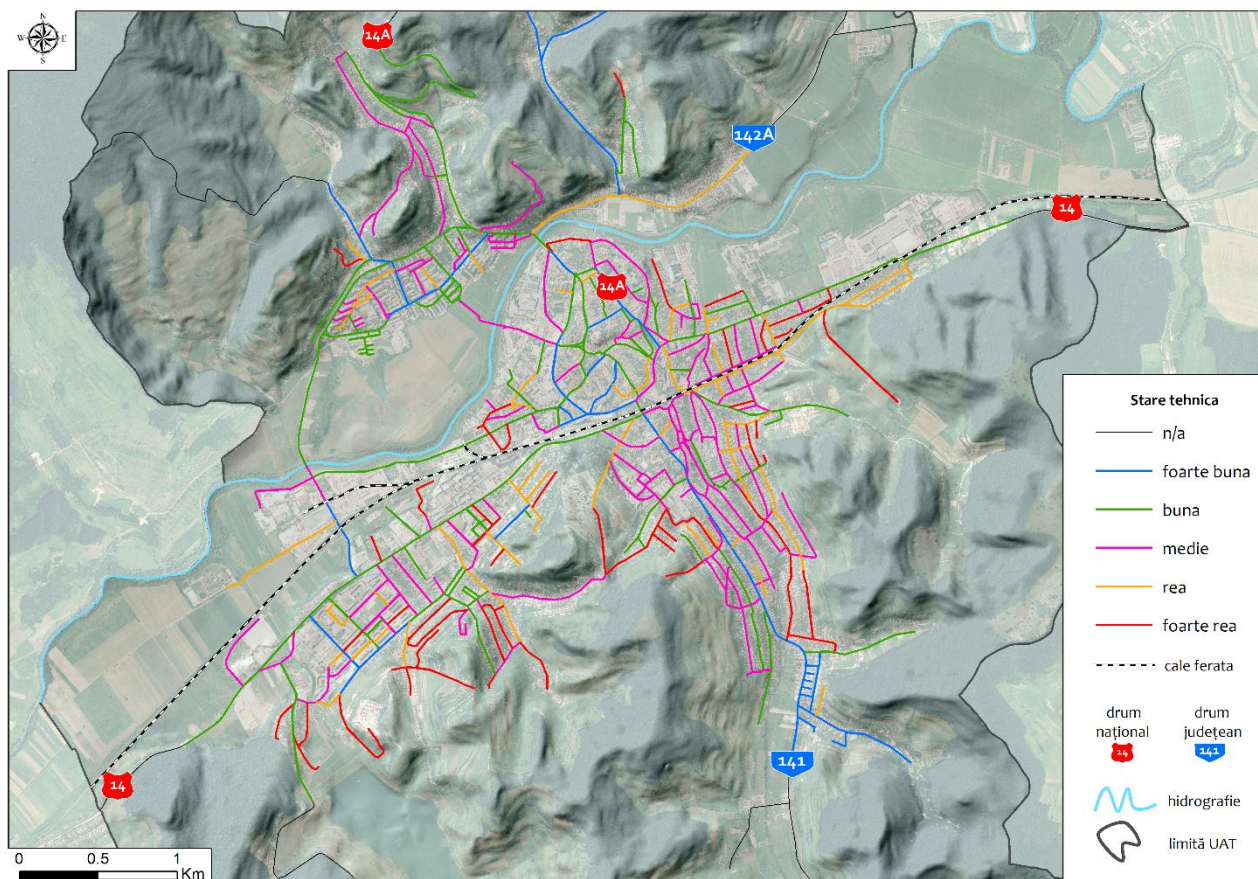 N
W E
S
14A
142A
14
14A
14
141
0 0.5 1
Km
Stare tehnica
n/a
foarte buna
buna
medie
rea
foarte rea
cale ferata
drum
național
14
drum
județean
141
hidrografie
limită UAT